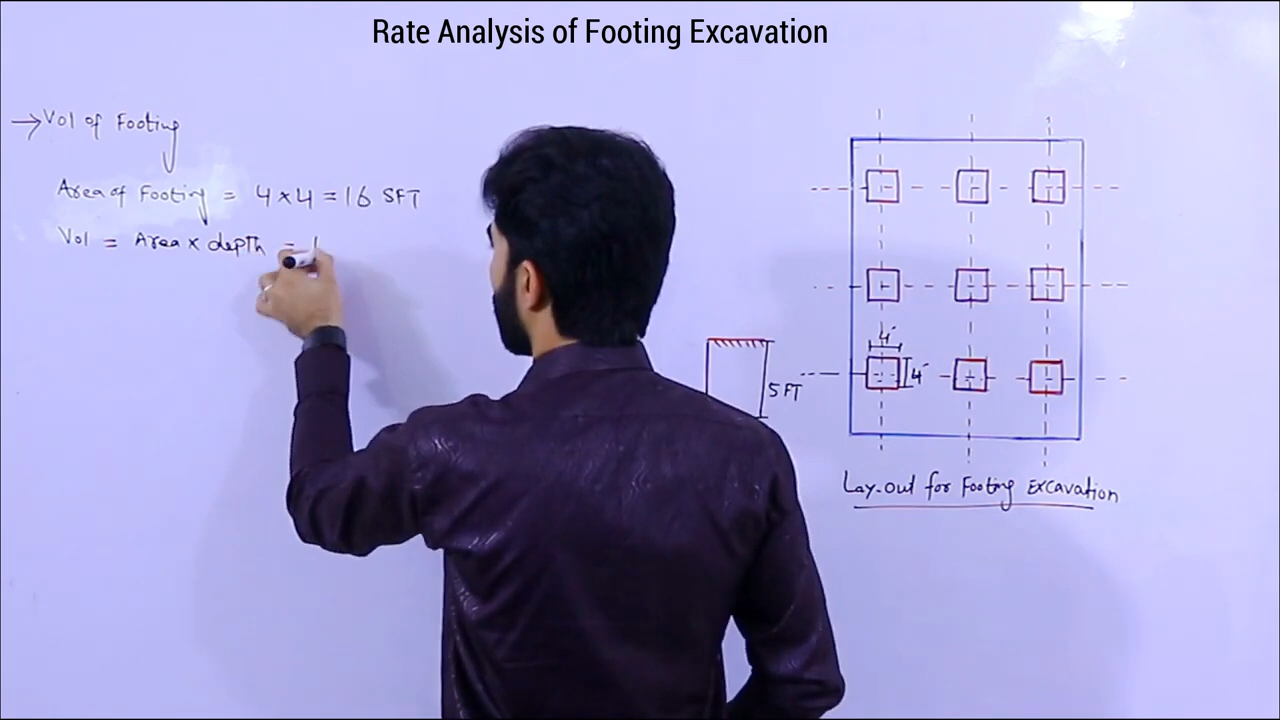 Rate Analysis of Footing Excavation
→ Vol of Footing
Area of Footing = 4 x 4 = 16 SFT
Vol = Area x depth = 1
4'
4'
5 FT
Lay-out for Footing Excavation